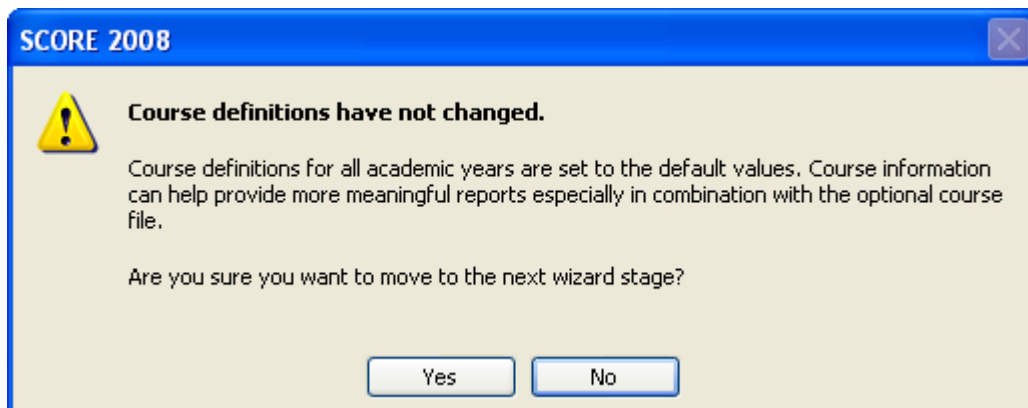 SCORE 2008
Course definitions have not changed.
Course definitions for all academic years are set to the default values. Course information
can help provide more meaningful reports especially in combination with the optional course
file.
Are you sure you want to move to the next wizard stage?
Yes No